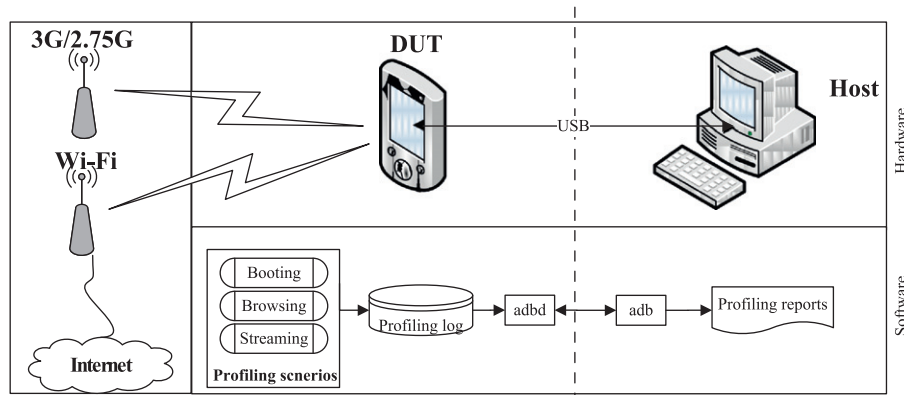 3G/2.75G
DUT
Host
USB
Wi-Fi
Hardware
Booting
Browsing
Streaming
Profiling scnerios
Profiling log
adbd
adb
Profiling reports
Internet
Software